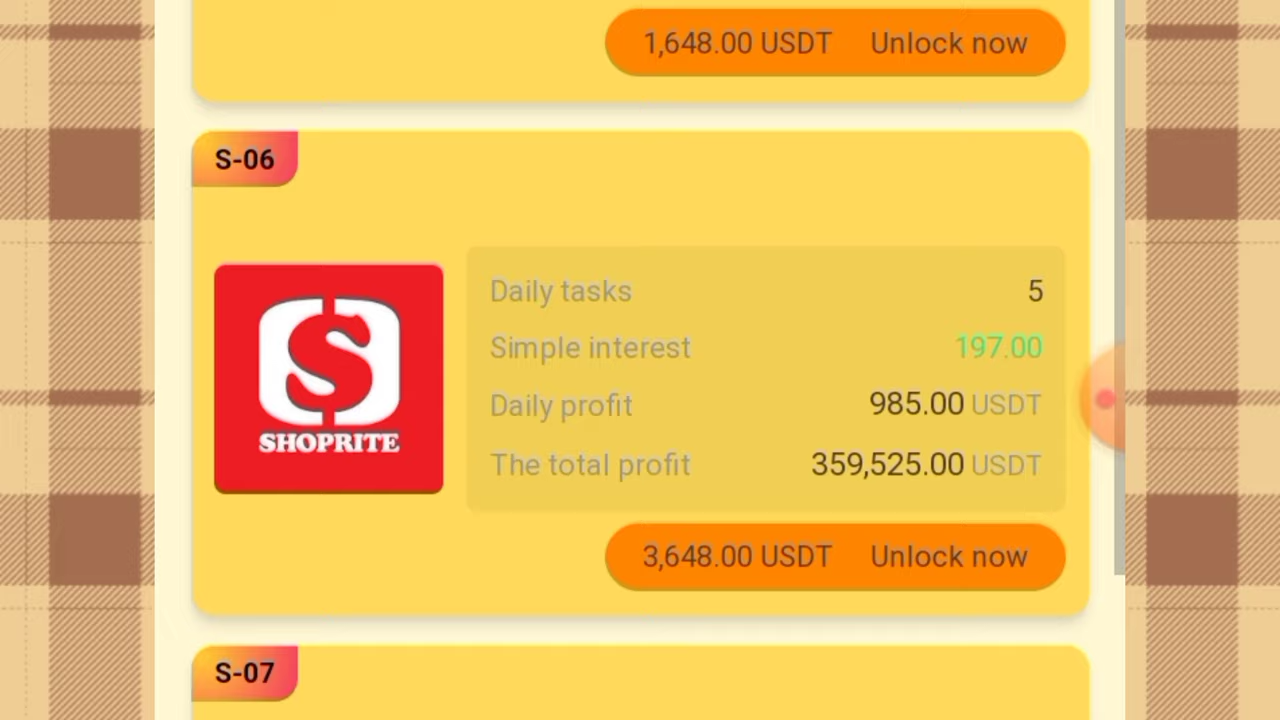 1,648.00 USDT Unlock now
S-06
Daily tasks 5
Simple interest 197.00
Daily profit 985.00 USDT
The total profit 359,525.00 USDT
SHOPRITE
3,648.00 USDT Unlock now
S-07